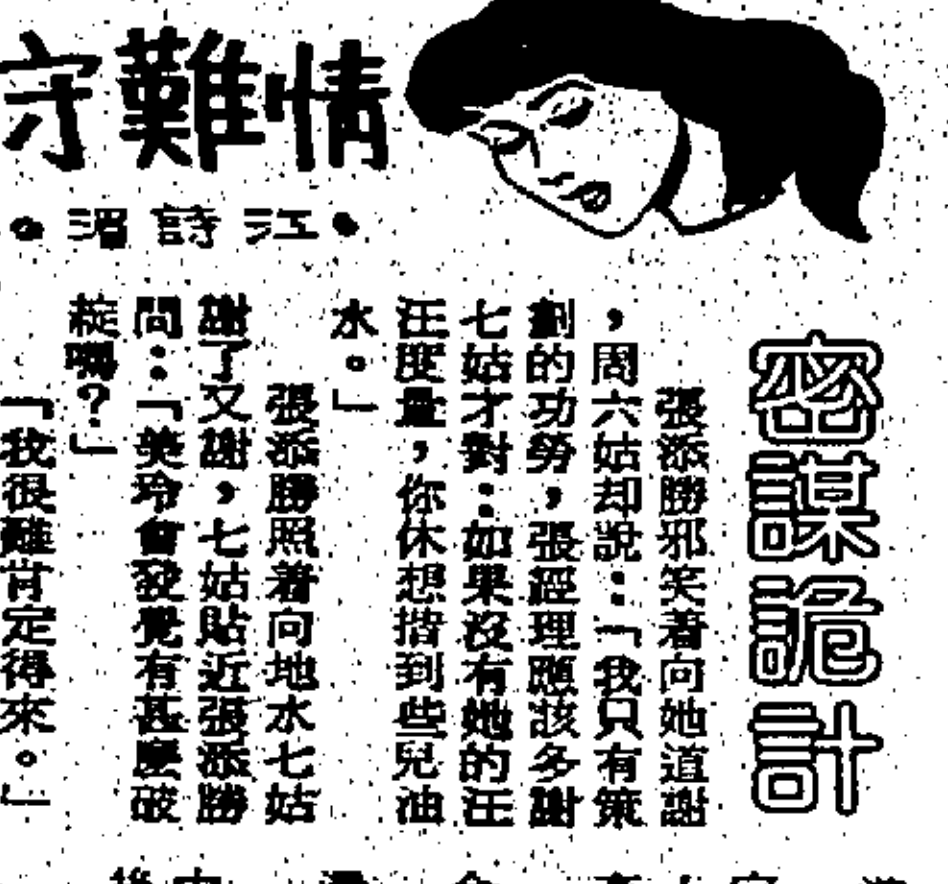 情難守
江詩湄
密謀詭計
張添勝邪笑着向她道謝
，周六姑却說：「我只有策
劃的功勞，張經理應該多謝
七姑才對：如果沒有她的汪
汪度量，你休想揩到些兒油
水。」
張添勝照着向地水七姑
謝了又謝，七姑貼近張添勝
問：「美玲會發覺有甚麼破
綻嗎？」
「我很難肯定得來。」